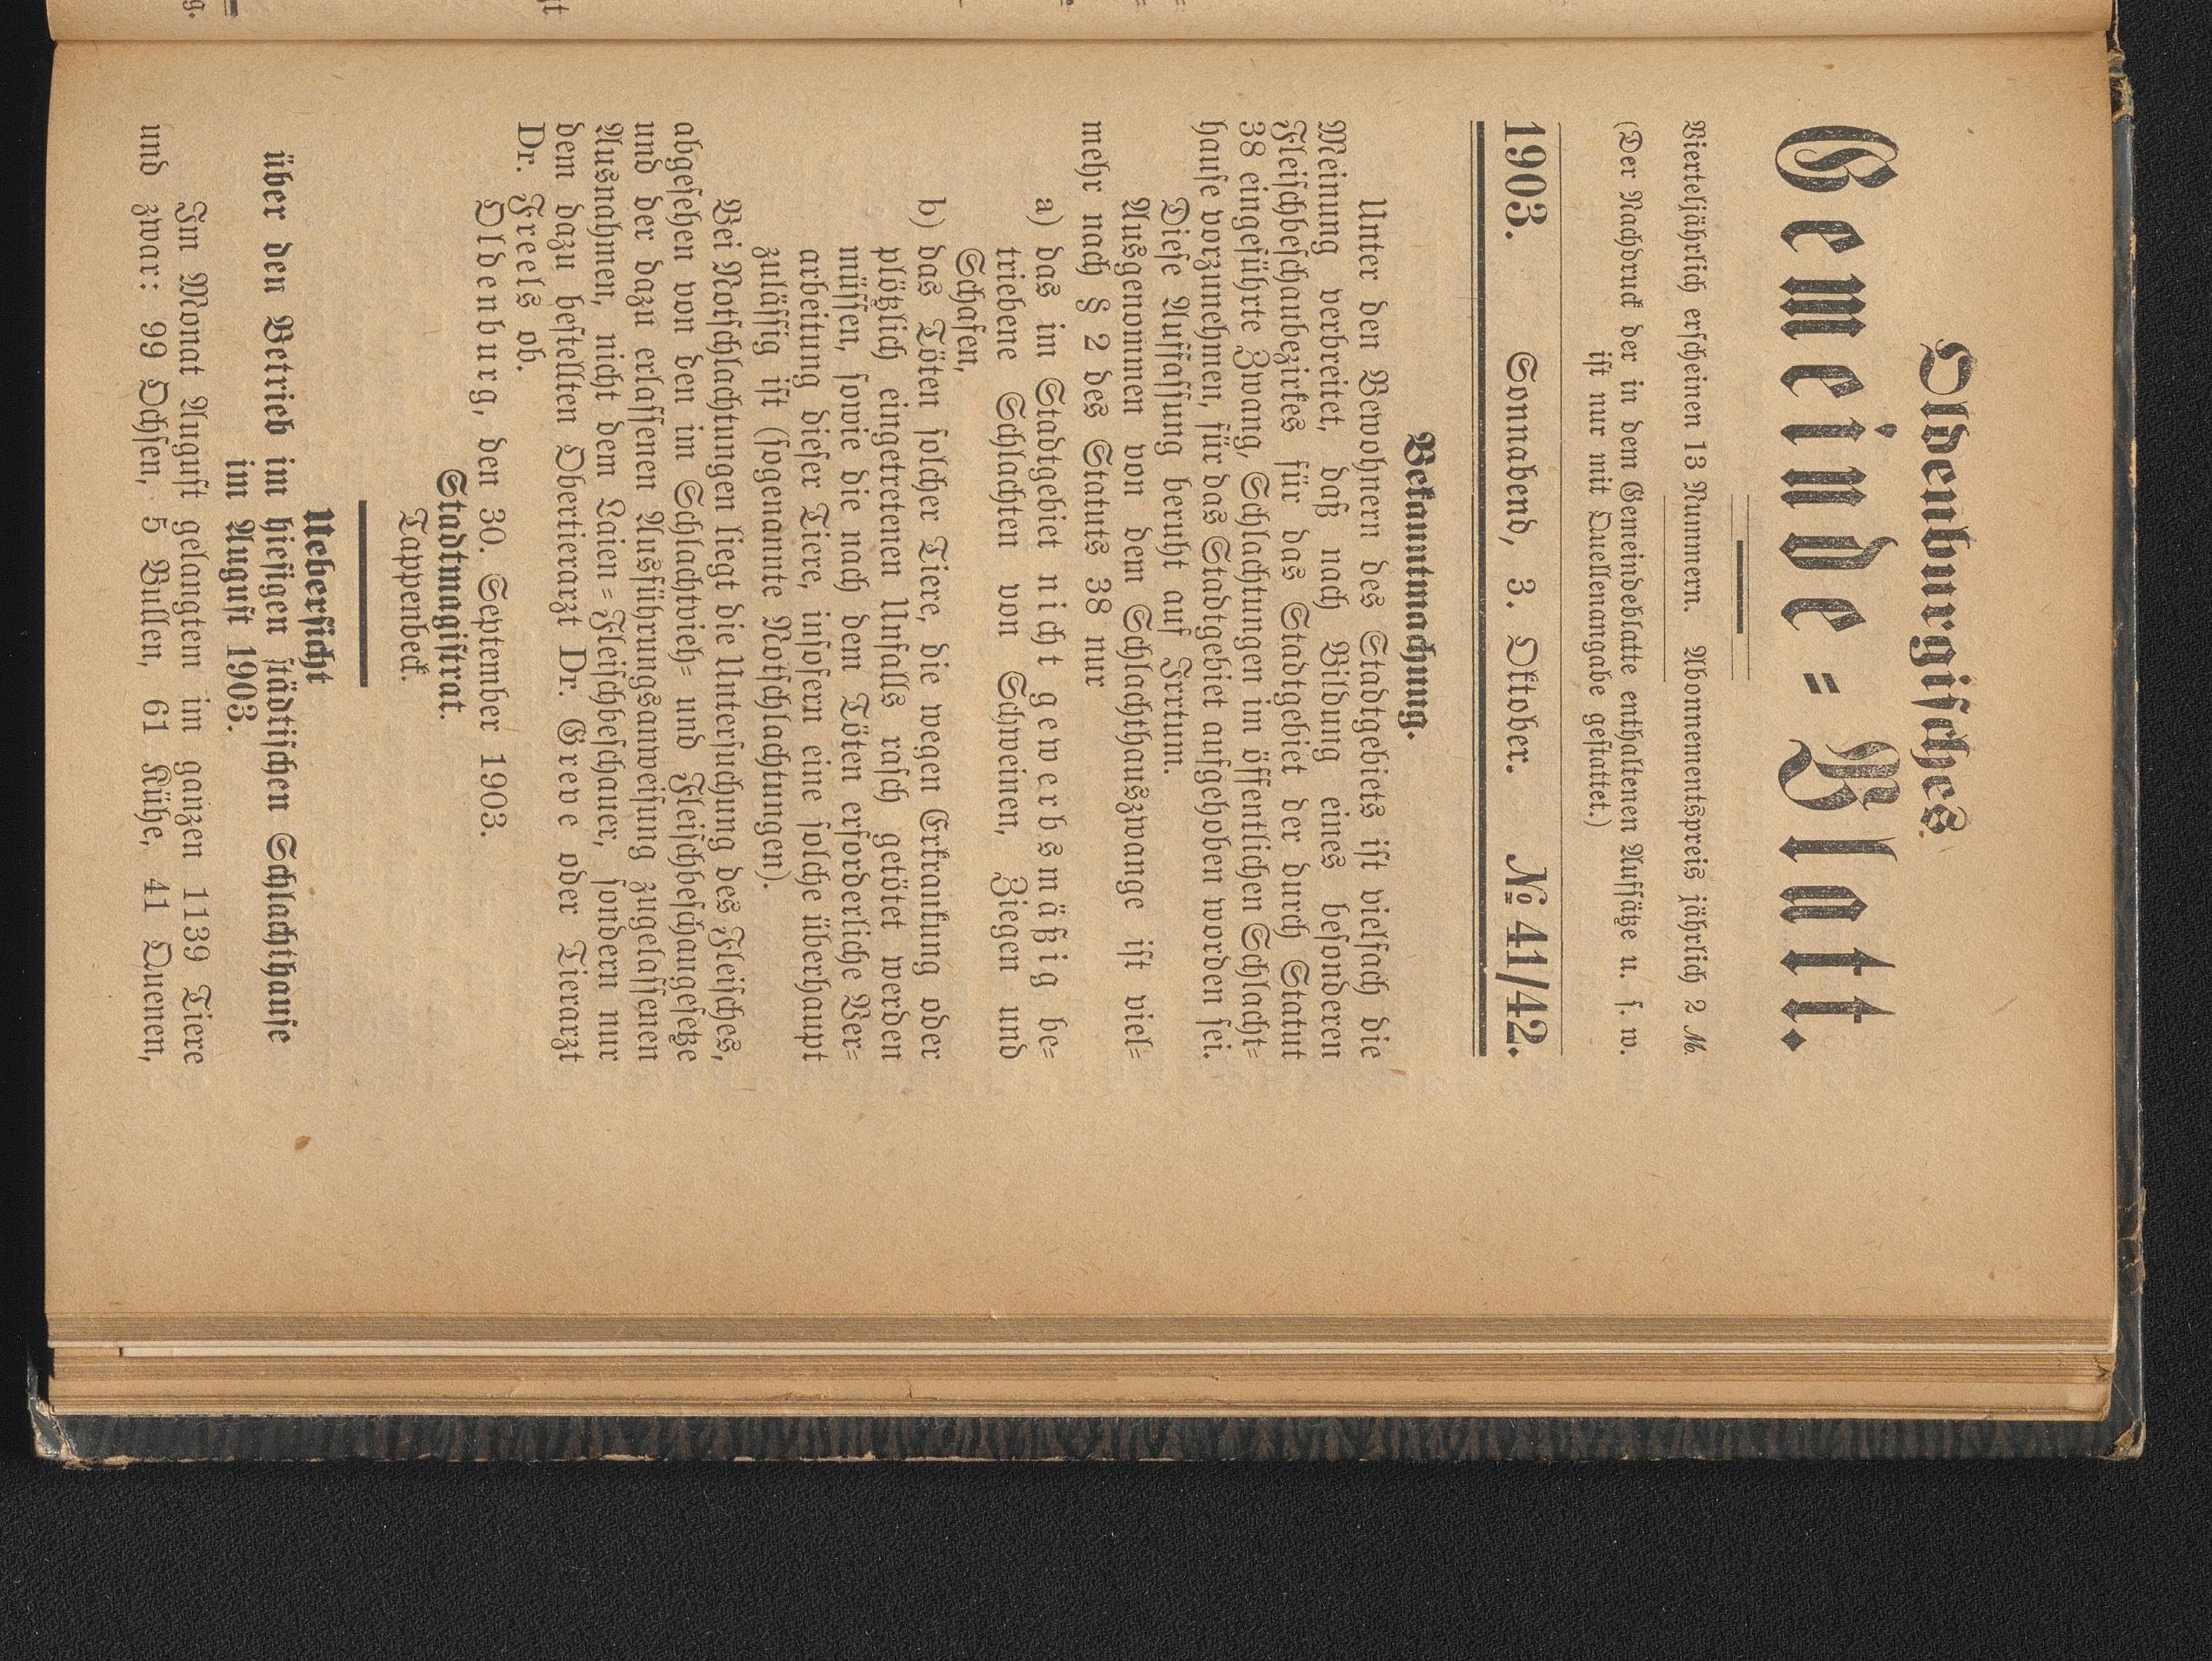 Oldenburgisches
Gemeinde=Blatt.
Vierteljährlich erscheinen 13 Nummern. Abonnementspreis jährlich 2 ℳ.
(Der Nachdruck der in dem Gemeindeblatte enthaltenen Aufsätze u. s. w.
ist nur mit Quellenangabe gestattet.)
1903. Sonnabend, 3. Oktober. № 41/42.
Bekanntmachung.
Unter den Bewohnern des Stadtgebiets ist vielfach die
Meinung verbreitet, daß nach Bildung eines besonderen
Fleischbeschaubezirkes für das Stadtgebiet der durch Statut
38 eingeführte Zwang, Schlachtungen im öffentlichen Schlacht=
hause vorzunehmen, für das Stadtgebiet aufgehoben worden sei.
Diese Auffassung beruht auf Irrtum.
Ausgenommen von dem Schlachthauszwange ist viel=
mehr nach § 2 des Statuts 38 nur
a) das im Stadtgebiet nicht gewerbsmäßig be=
triebene Schlachten von Schweinen, Ziegen und
Schafen,
b) das Töten solcher Tiere, die wegen Erkrankung oder
plötzlich eingetretenen Unfalls rasch getötet werden
müssen, sowie die nach dem Töten erforderliche Ver=
arbeitung dieser Tiere, insofern eine solche überhaupt
zulässig ist (sogenannte Notschlachtungen).
Bei Notschlachtungen liegt die Untersuchung des Fleisches,
abgesehen von den im Schlachtvieh= und Fleischbeschaugesetze
und der dazu erlassenen Ausführungsanweisung zugelassenen
Ausnahmen, nicht dem Laien=Fleischbeschauer, sondern nur
dem dazu bestellten Obertierarzt Dr. Greve oder Tierarzt
Dr. Freels ob.
Oldenburg, den 30. September 1903.
Stadtmagistrat.
Tappenbeck.
Uebersicht
über den Betrieb im hiesigen städtischen Schlachthause
im August 1903.
Im Monat August gelangten im ganzen 1139 Tiere
und zwar: 99 Ochsen, 5 Bullen, 61 Kühe, 41 Quenen,